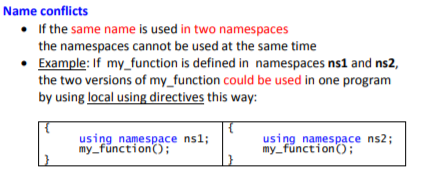 Name conflicts
• If the same name is used in two namespaces
the namespaces cannot be used at the same time
• Example: If my_function is defined in namespaces ns1 and ns2,
the two versions of my_function could be used in one program
by using local using directives this way:
{
using namespace ns1;
my_function();
}
{
using namespace ns2;
my_function();
}